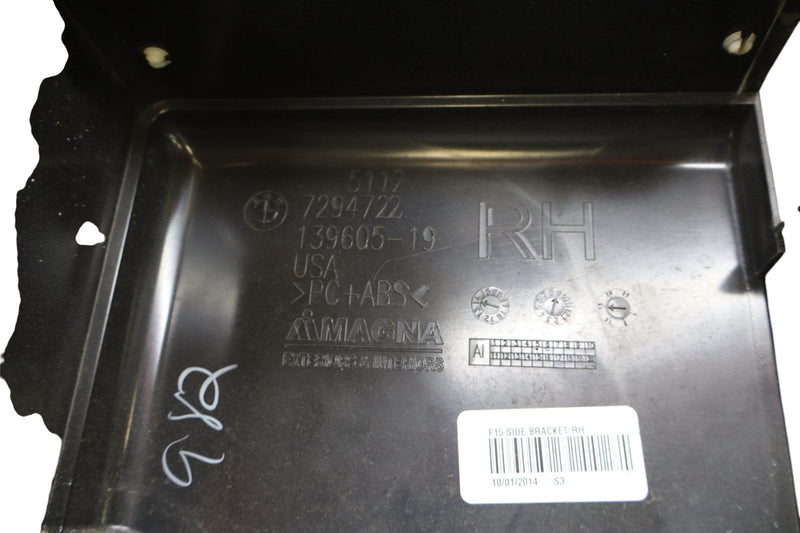 5112
7294722
139605-19
USA
>PC+ABS<
MAGNA
EXTERIORS & INTERIORS
RH
AI
F15 SIDE BRACKET RH
10/01/2014 S3